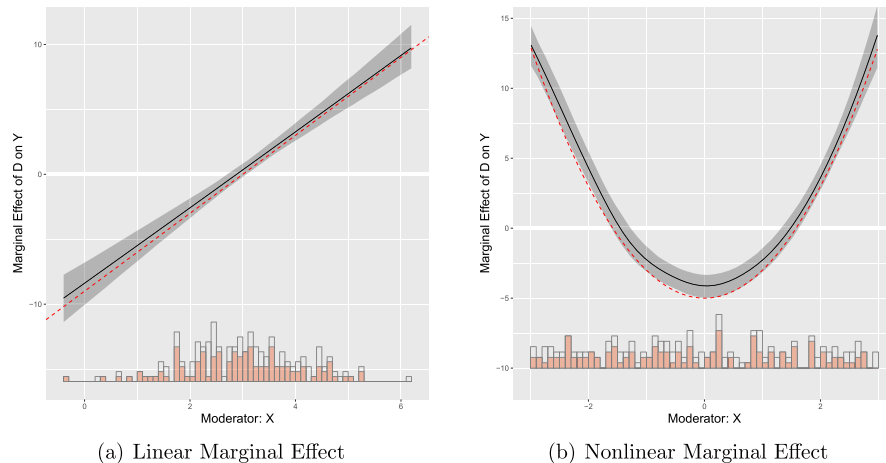 Marginal Effect of D on Y
10
0
−10
0
2
4
6
Moderator: X
(a) Linear Marginal Effect
Marginal Effect of D on Y
15
10
5
0
−5
−10
−2
0
2
Moderator: X
(b) Nonlinear Marginal Effect